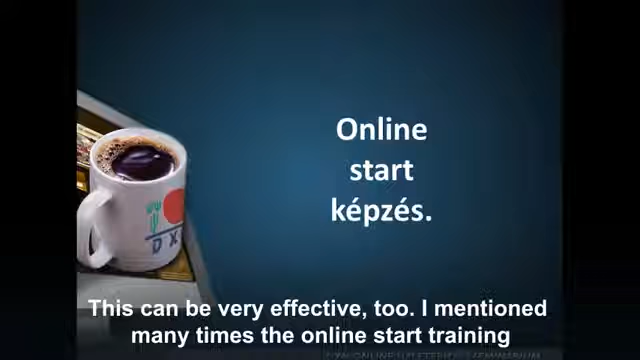 Online
start
képzés.
DX
This can be very effective, too. I mentioned
many times the online start training